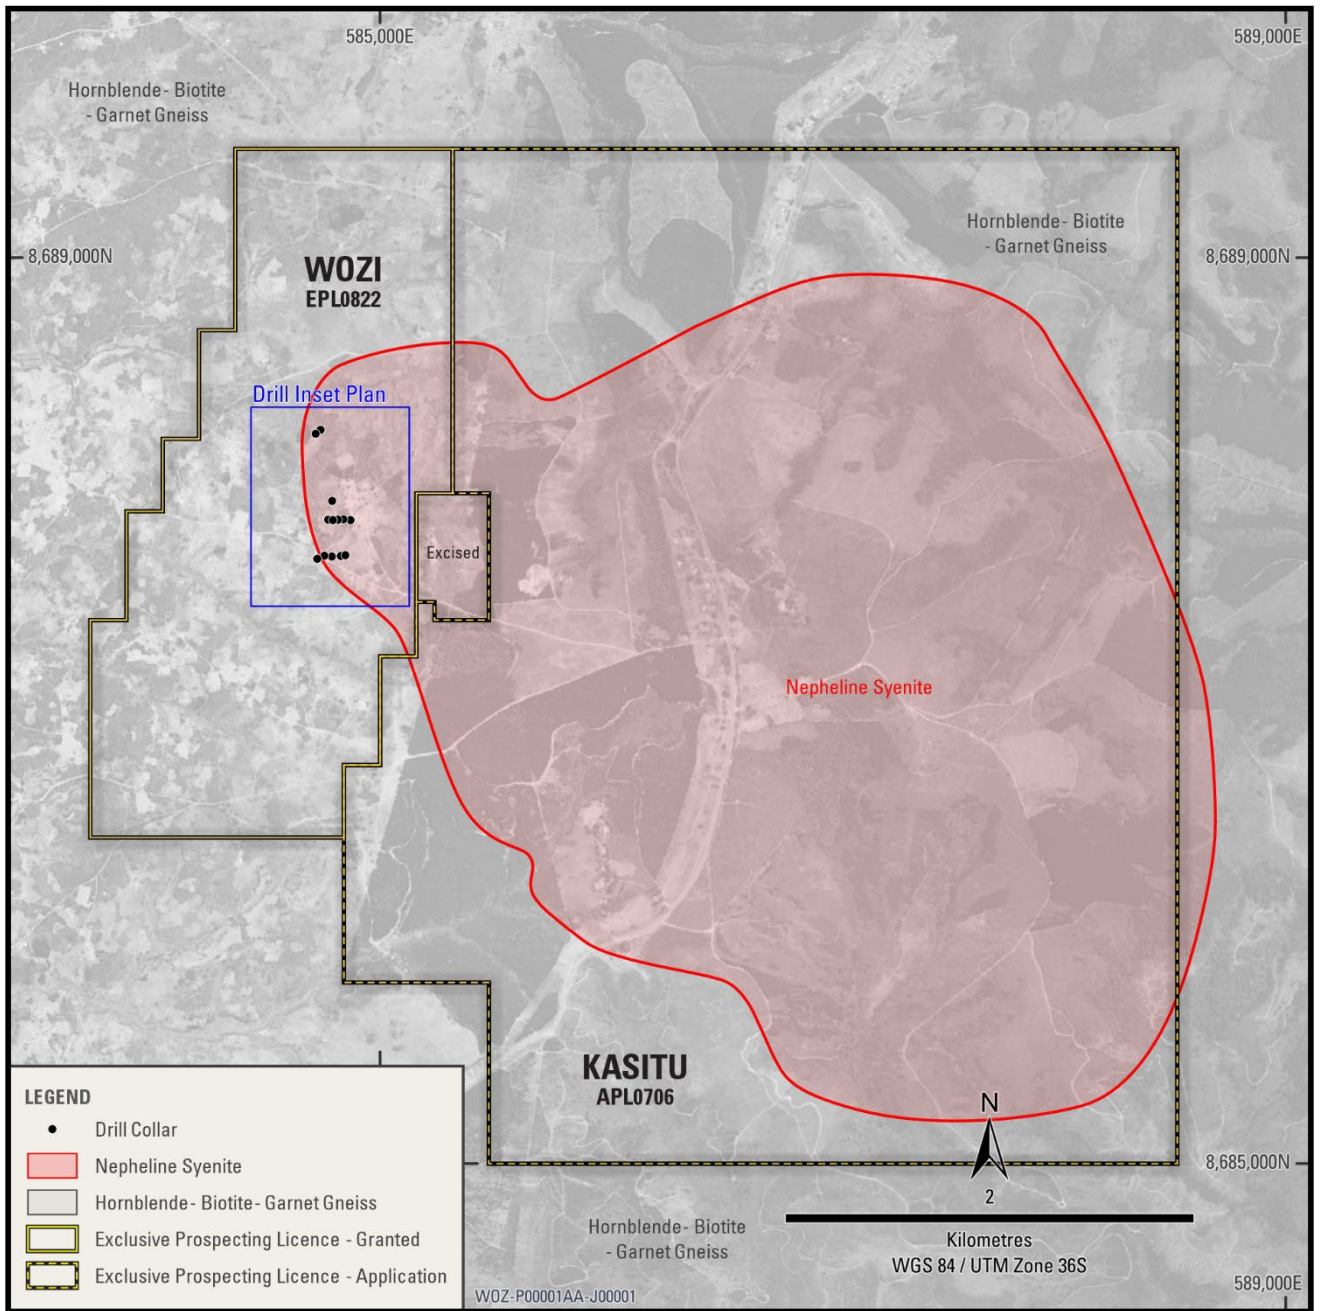 585,000E
589,000E
Hornblende- Biotite
- Garnet Gneiss
Hornblende- Biotite
- Garnet Gneiss
8,689,000N
8,689,000N
WOZI
EPL0822
Drill Inset Plan
Excised
Nepheline Syenite
KASITU
APL0706
N
8,685,000N
2
Kilometres
WGS 84 / UTM Zone 36S
Hornblende- Biotite
- Garnet Gneiss
589,000E
LEGEND
Drill Collar
Nepheline Syenite
Hornblende- Biotite- Garnet Gneiss
Exclusive Prospecting Licence - Granted
Exclusive Prospecting Licence - Application
WOZ-P00001AA-J00001